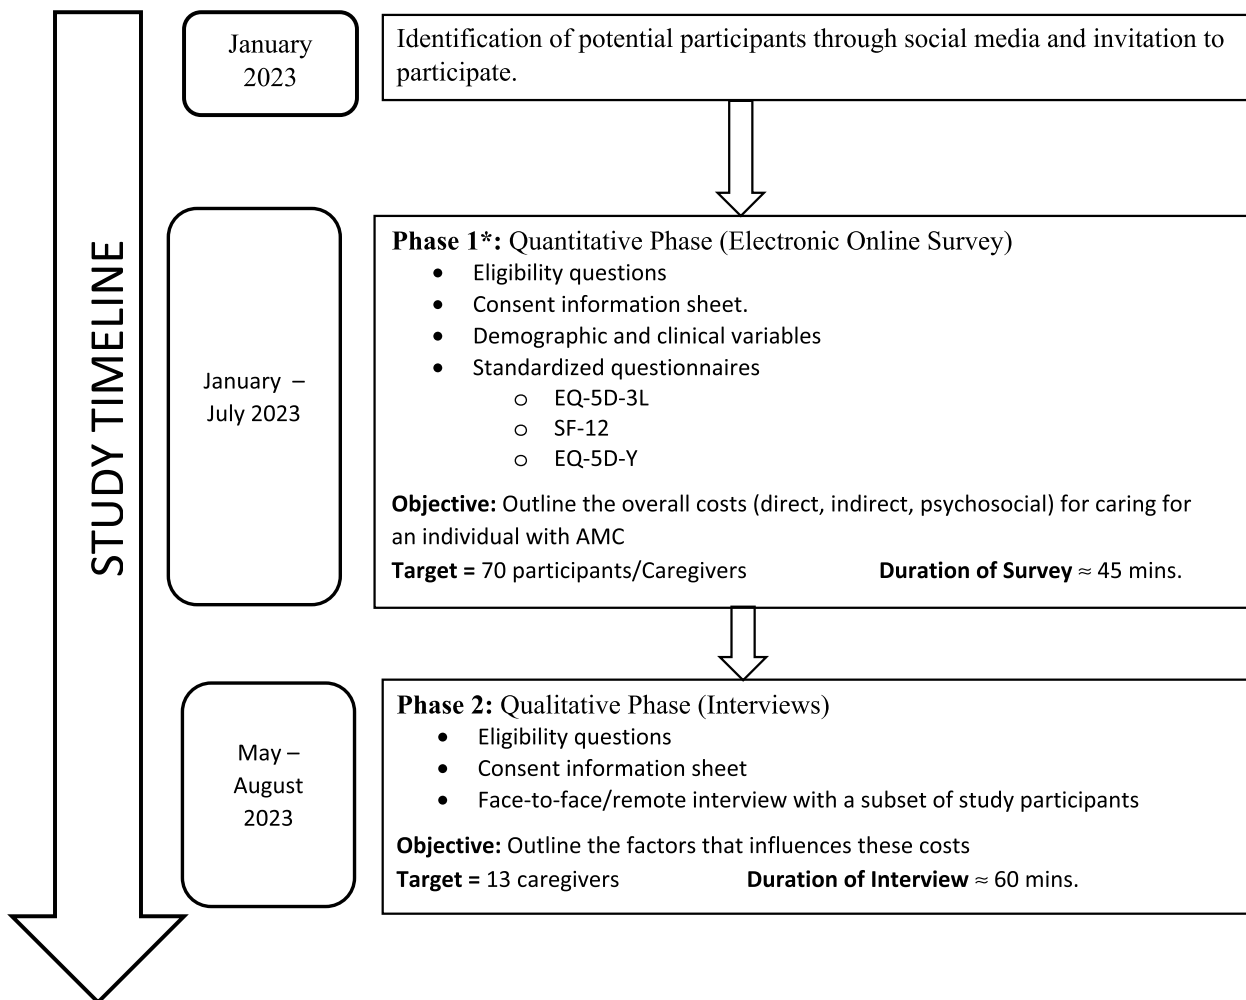 STUDY TIMELINE
January
2023
Identification of potential participants through social media and invitation to
participate.
January –
July 2023
Phase 1*: Quantitative Phase (Electronic Online Survey)
• Eligibility questions
• Consent information sheet.
• Demographic and clinical variables
• Standardized questionnaires
o EQ-5D-3L
o SF-12
o EQ-5D-Y
Objective: Outline the overall costs (direct, indirect, psychosocial) for caring for
an individual with AMC
Target = 70 participants/Caregivers Duration of Survey ≈ 45 mins.
May –
August
2023
Phase 2: Qualitative Phase (Interviews)
• Eligibility questions
• Consent information sheet
• Face-to-face/remote interview with a subset of study participants
Objective: Outline the factors that influences these costs
Target = 13 caregivers Duration of Interview ≈ 60 mins.